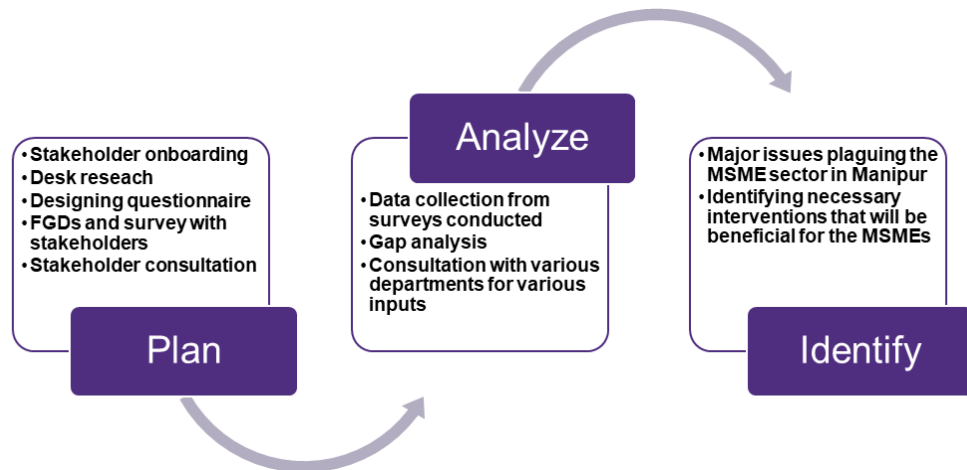 • Stakeholder onboarding
• Desk reseach
• Designing questionnaire
• FGDs and survey with
stakeholders
• Stakeholder consultation
Plan
Analyze
• Data collection from
surveys conducted
• Gap analysis
• Consultation with various
departments for various
inputs
• Major issues plaguing the
MSME sector in Manipur
• Identifying necessary
interventions that will be
beneficial for the MSMEs
Identify